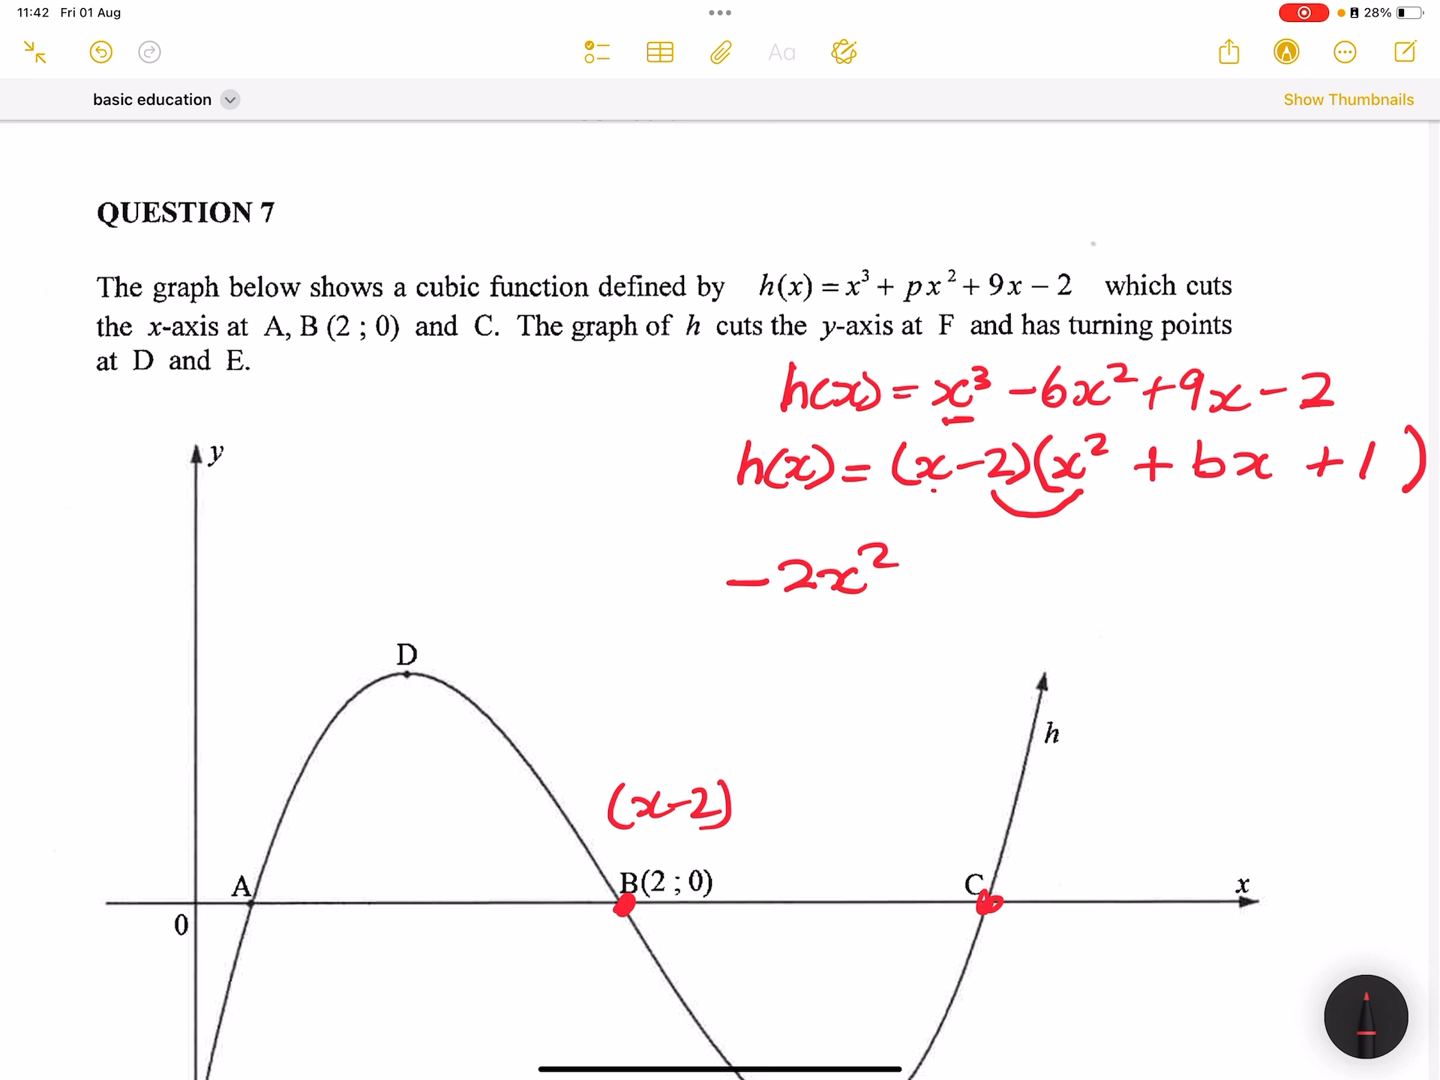 11:42 Fri 01 Aug
28%
Aa
basic education
Show Thumbnails
QUESTION 7
The graph below shows a cubic function defined by h(x) = x³ + px² + 9x − 2 which cuts
the x-axis at A, B (2 ; 0) and C. The graph of h cuts the y-axis at F and has turning points
at D and E.
h(x) = x³ − 6x² + 9x − 2
h(x) = (x − 2)(x² + bx + 1 )
− 2x²
y
D
h
(x−2)
A
B(2 ; 0)
C
x
0